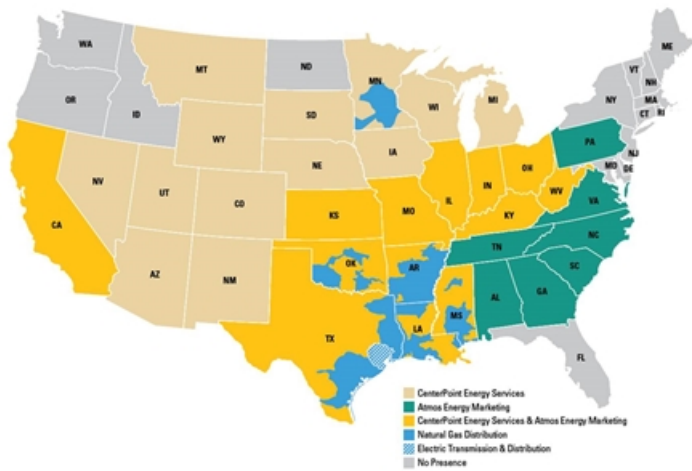 WA
MT
ND
MN
ME
VT
NH
OR
ID
SD
WI
MI
NY
MA
CT
RI
WY
PA
NJ
IA
NE
OH
MD
DE
NV
UT
CO
IL
IN
WV
VA
CA
KS
MO
KY
NC
TN
AZ
NM
OK
AR
SC
AL
GA
MS
TX
LA
FL
CenterPoint Energy Services
Atmos Energy Marketing
CenterPoint Energy Services & Atmos Energy Marketing
Natural Gas Distribution
Electric Transmission & Distribution
No Presence